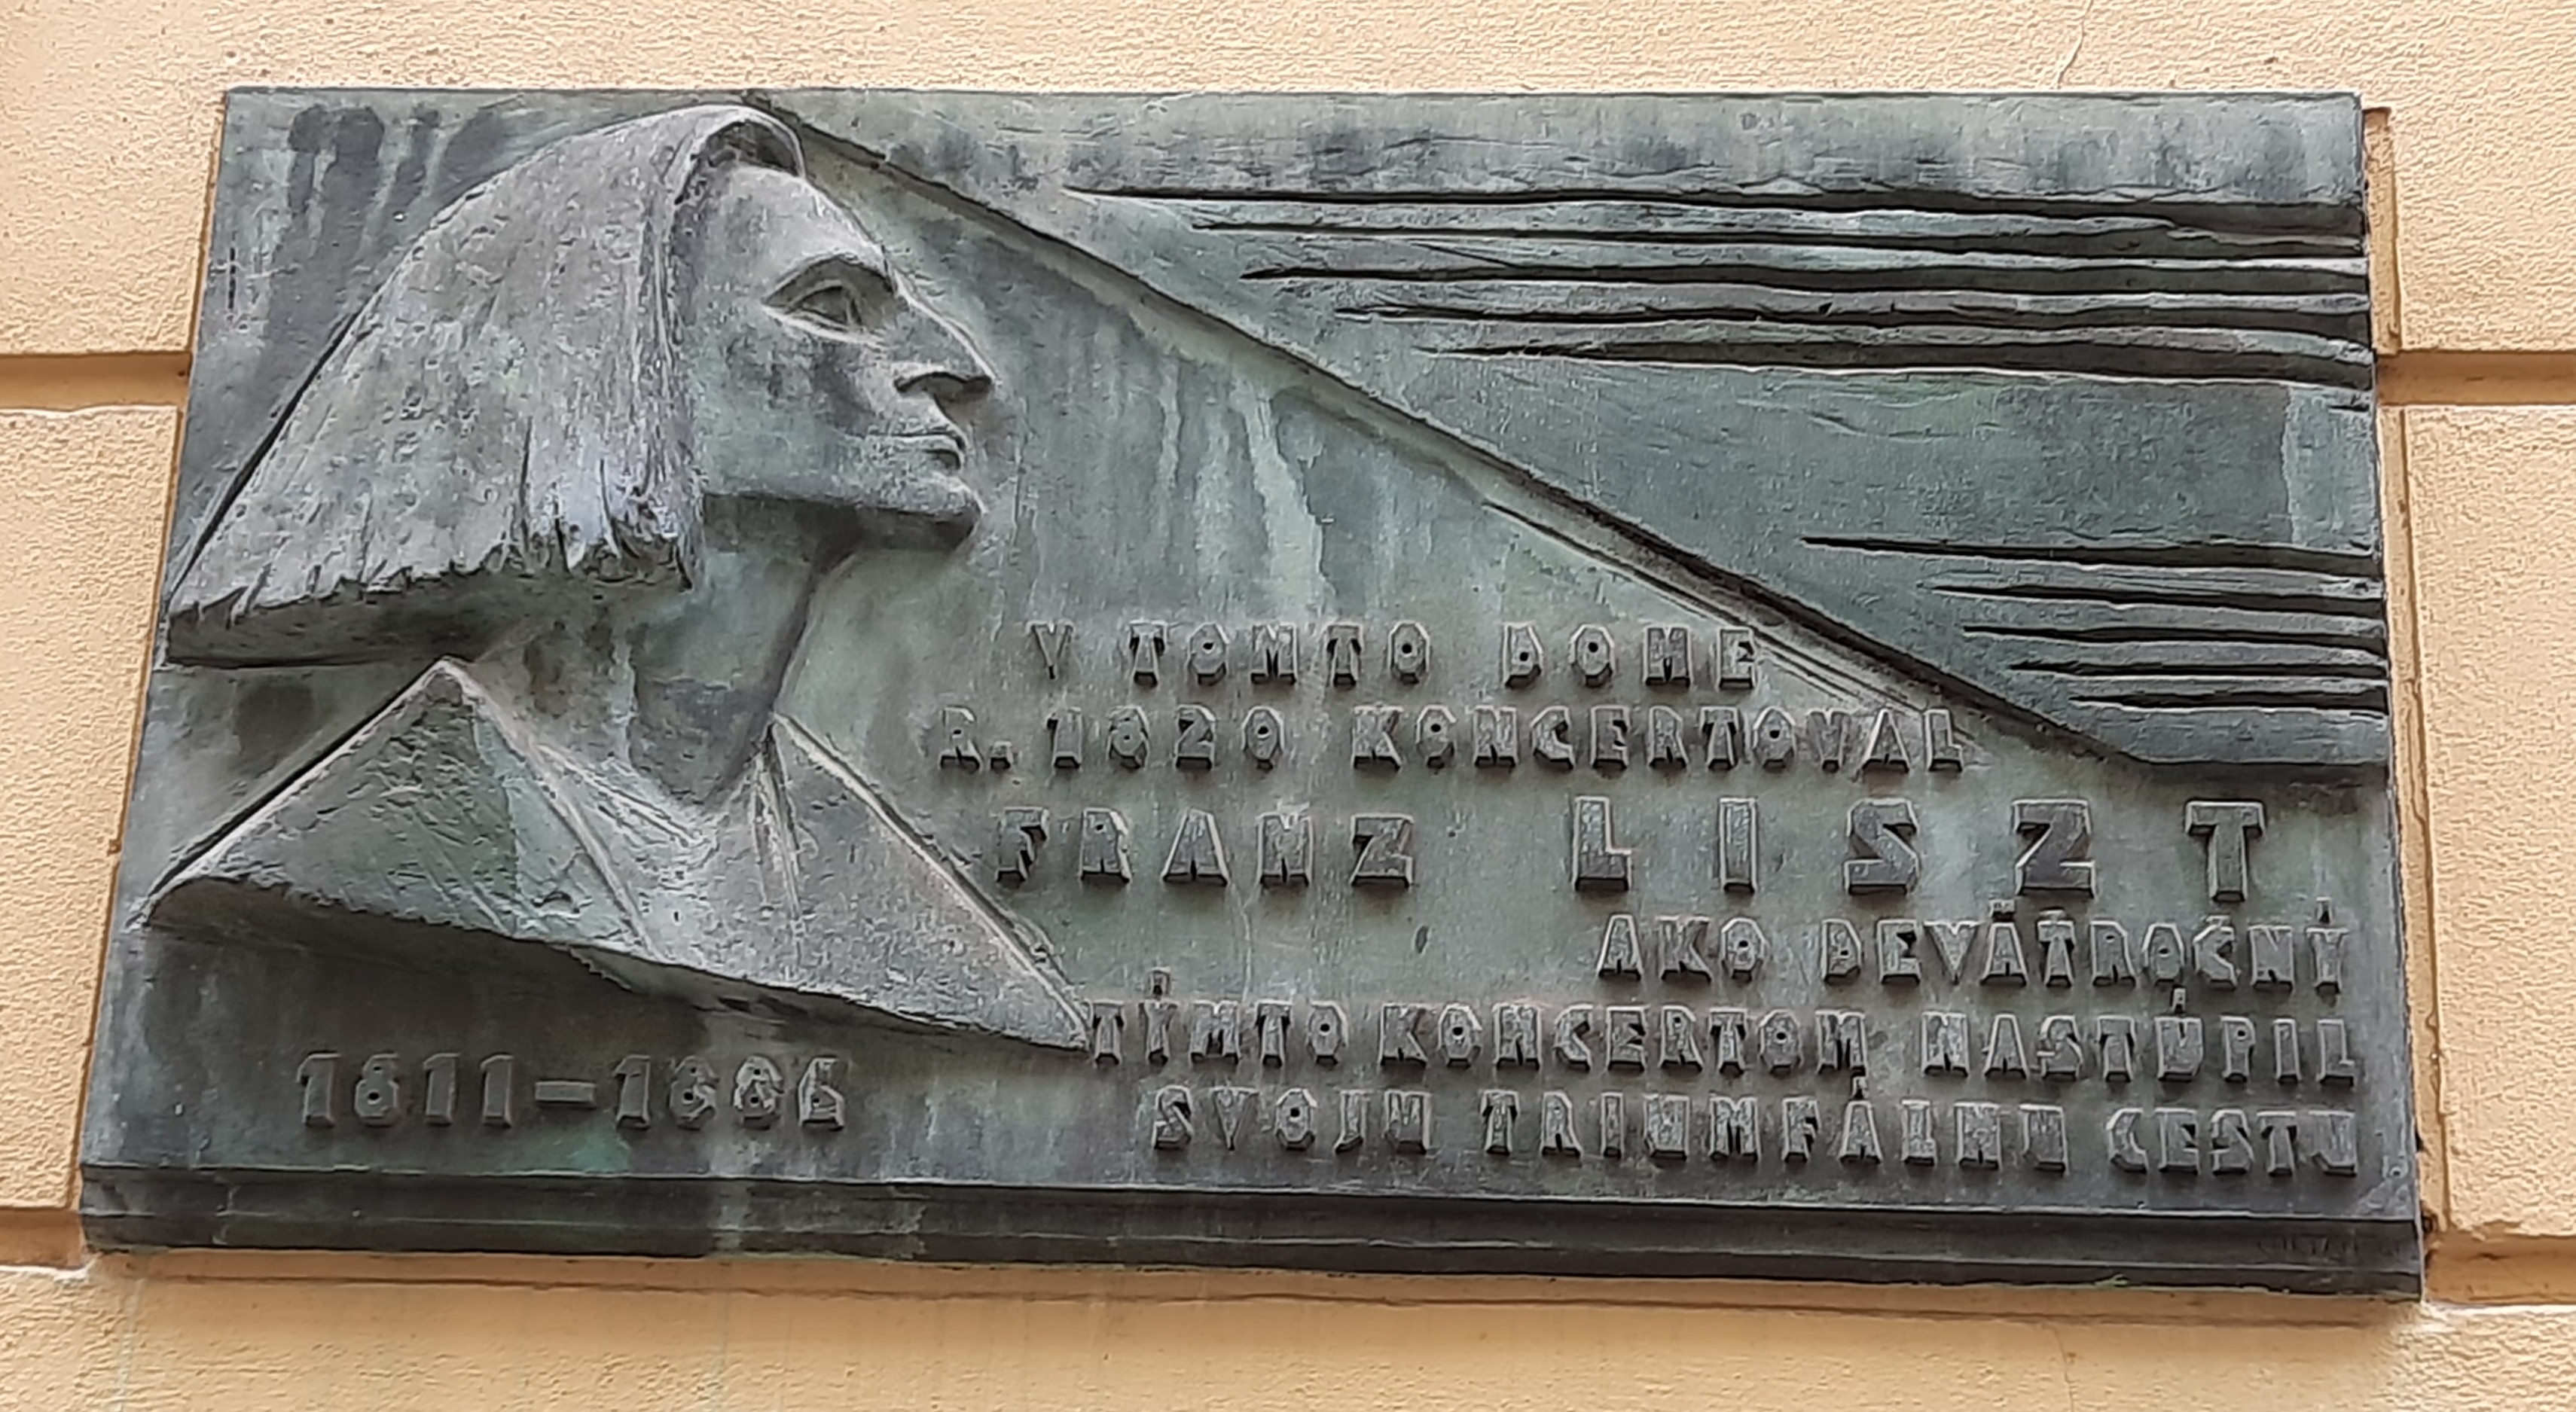 V TOMTO DOME
R. 1820 KONCERTOVAL
FRANZ LISZT
AKO DEVÄŤROČNÝ
TÝMTO KONCERTOM NASTÚPIL
SVOJU TRIUMFÁLNU CESTU
1811-1886